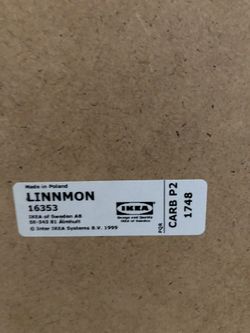 Made in Poland
LINNMON
16353
IKEA of Sweden AB
SE-343 81 Älmhult
© Inter IKEA Systems B.V. 1999
IKEA
Design and Quality
IKEA of Sweden
PQR
CARB P2
1748